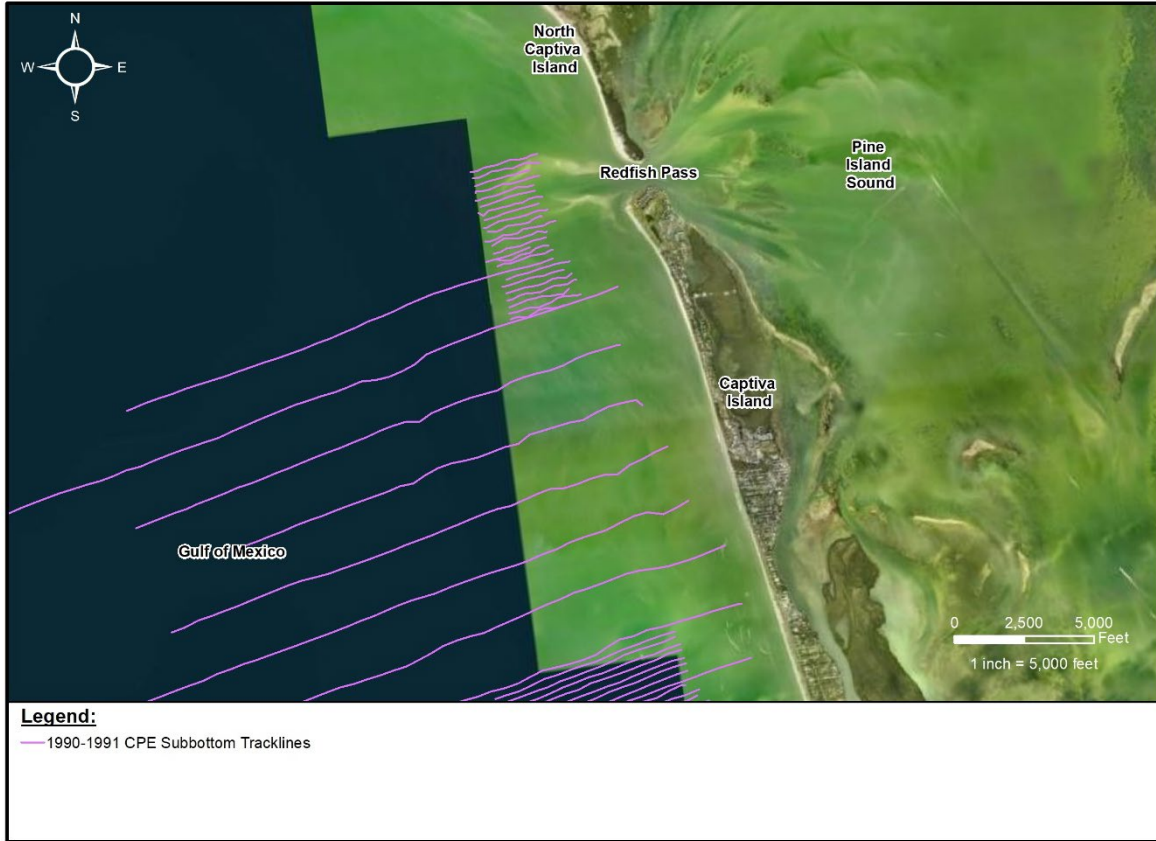 N
W
E
S
North
Captiva
Island
Redfish Pass
Pine
Island
Sound
Captiva
Island
Gulf of Mexico
0 2,500 5,000
Feet
1 inch = 5,000 feet
Legend:
1990-1991 CPE Subbottom Tracklines